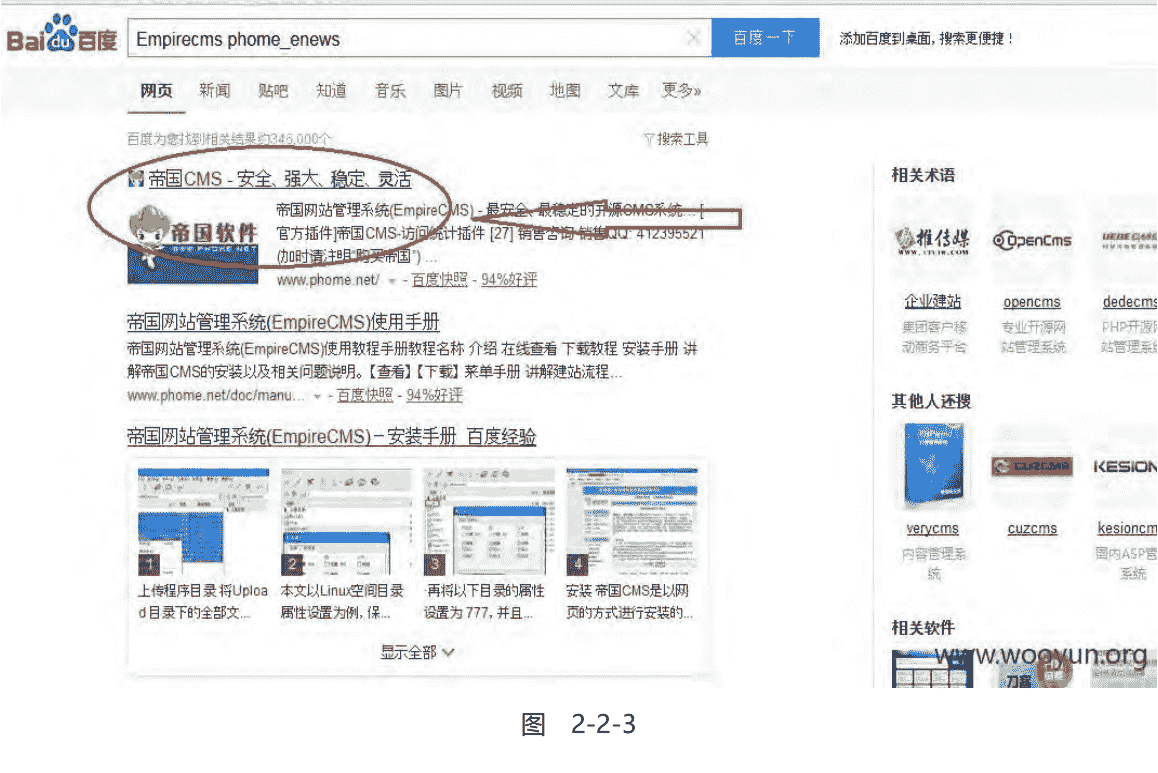 Baidu百度
Empirecms phome_enews
百度一下
添加百度到桌面，搜索更便捷！
网页 新闻 贴吧 知道 音乐 图片 视频 地图 文库 更多»
百度为您找到相关结果约346,000个
搜索工具
帝国CMS - 安全、强大、稳定、灵活
帝国软件
帝国网站管理系统(EmpireCMS) - 最安全、最稳定的开源CMS系统... [
官方插件]帝国CMS-访问统计插件 [27] 销售咨询 销售QQ: 412395521
(加时请注明“购买帝国”) ...
www.phome.net/ - 百度快照 - 94%好评
帝国网站管理系统(EmpireCMS)使用手册
帝国网站管理系统(EmpireCMS)使用教程手册教程名称 介绍 在线查看 下载教程 安装手册 讲
解帝国CMS的安装以及相关问题说明。【查看】【下载】 菜单手册 讲解建站流程...
www.phome.net/doc/manu... - 百度快照 - 94%好评
帝国网站管理系统(EmpireCMS)－安装手册_百度经验
1 2 3 4
上传程序目录 将Uploa
d目录下的全部文...
本文以Linux空间目录
属性设置为例, 保...
再将以下目录的属性
设置为 777，并且...
安装 帝国CMS是以网
页的方式进行安装的...
显示全部
相关术语
推信媒
WWW.CTVIW.COM
OpenCms
企业建站
集团客户移
动商务平台
opencms
专业开源网
站管理系统
dedecms
PHP开源网
站管理系统
其他人还搜
CUZCMS
KESION
verycms
内容管理系
统
cuzcms
kesioncm
国内ASP管
系统
相关软件
www.wooyun.org
刀客
图 2-2-3